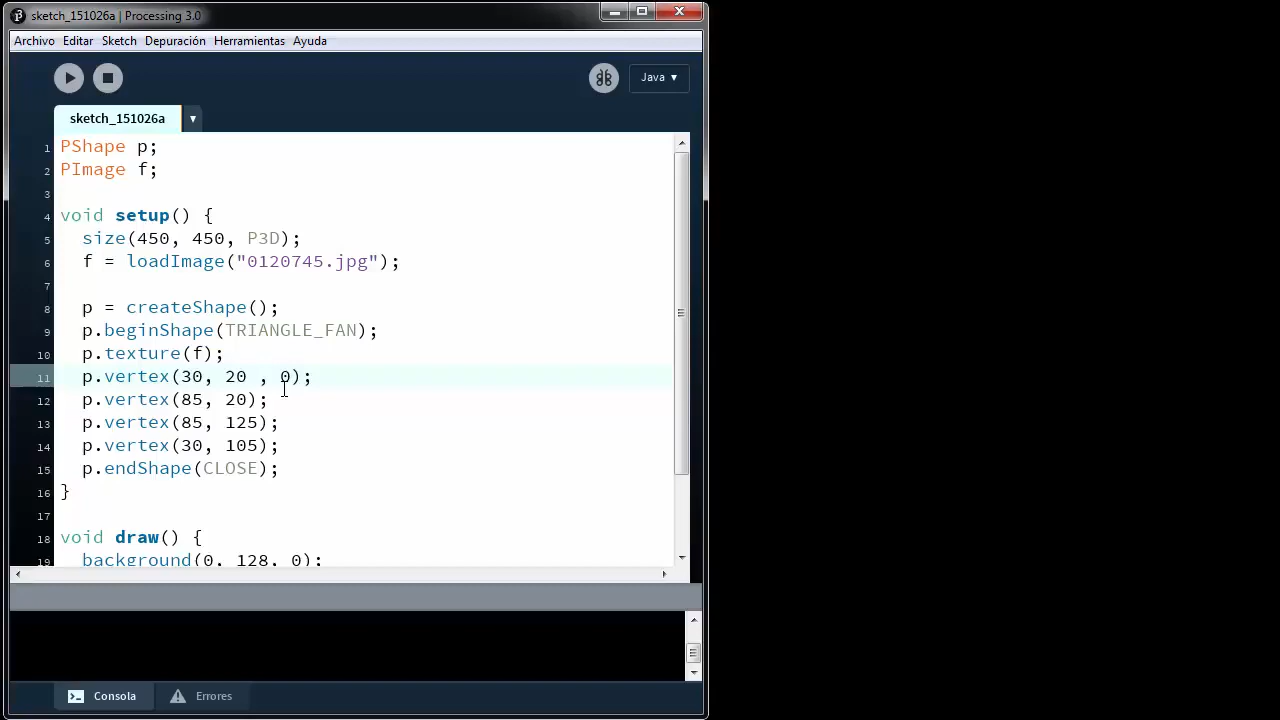 sketch_151026a | Processing 3.0
Archivo Editar Sketch Depuración Herramientas Ayuda
Java ▾
sketch_151026a ▾
1 PShape p;
2 PImage f;
3
4 void setup() {
5 size(450, 450, P3D);
6 f = loadImage("0120745.jpg");
7
8 p = createShape();
9 p.beginShape(TRIANGLE_FAN);
10 p.texture(f);
11 p.vertex(30, 20 , 0);
12 p.vertex(85, 20);
13 p.vertex(85, 125);
14 p.vertex(30, 105);
15 p.endShape(CLOSE);
16 }
17
18 void draw() {
19 background(0, 128, 0);
Consola Errores